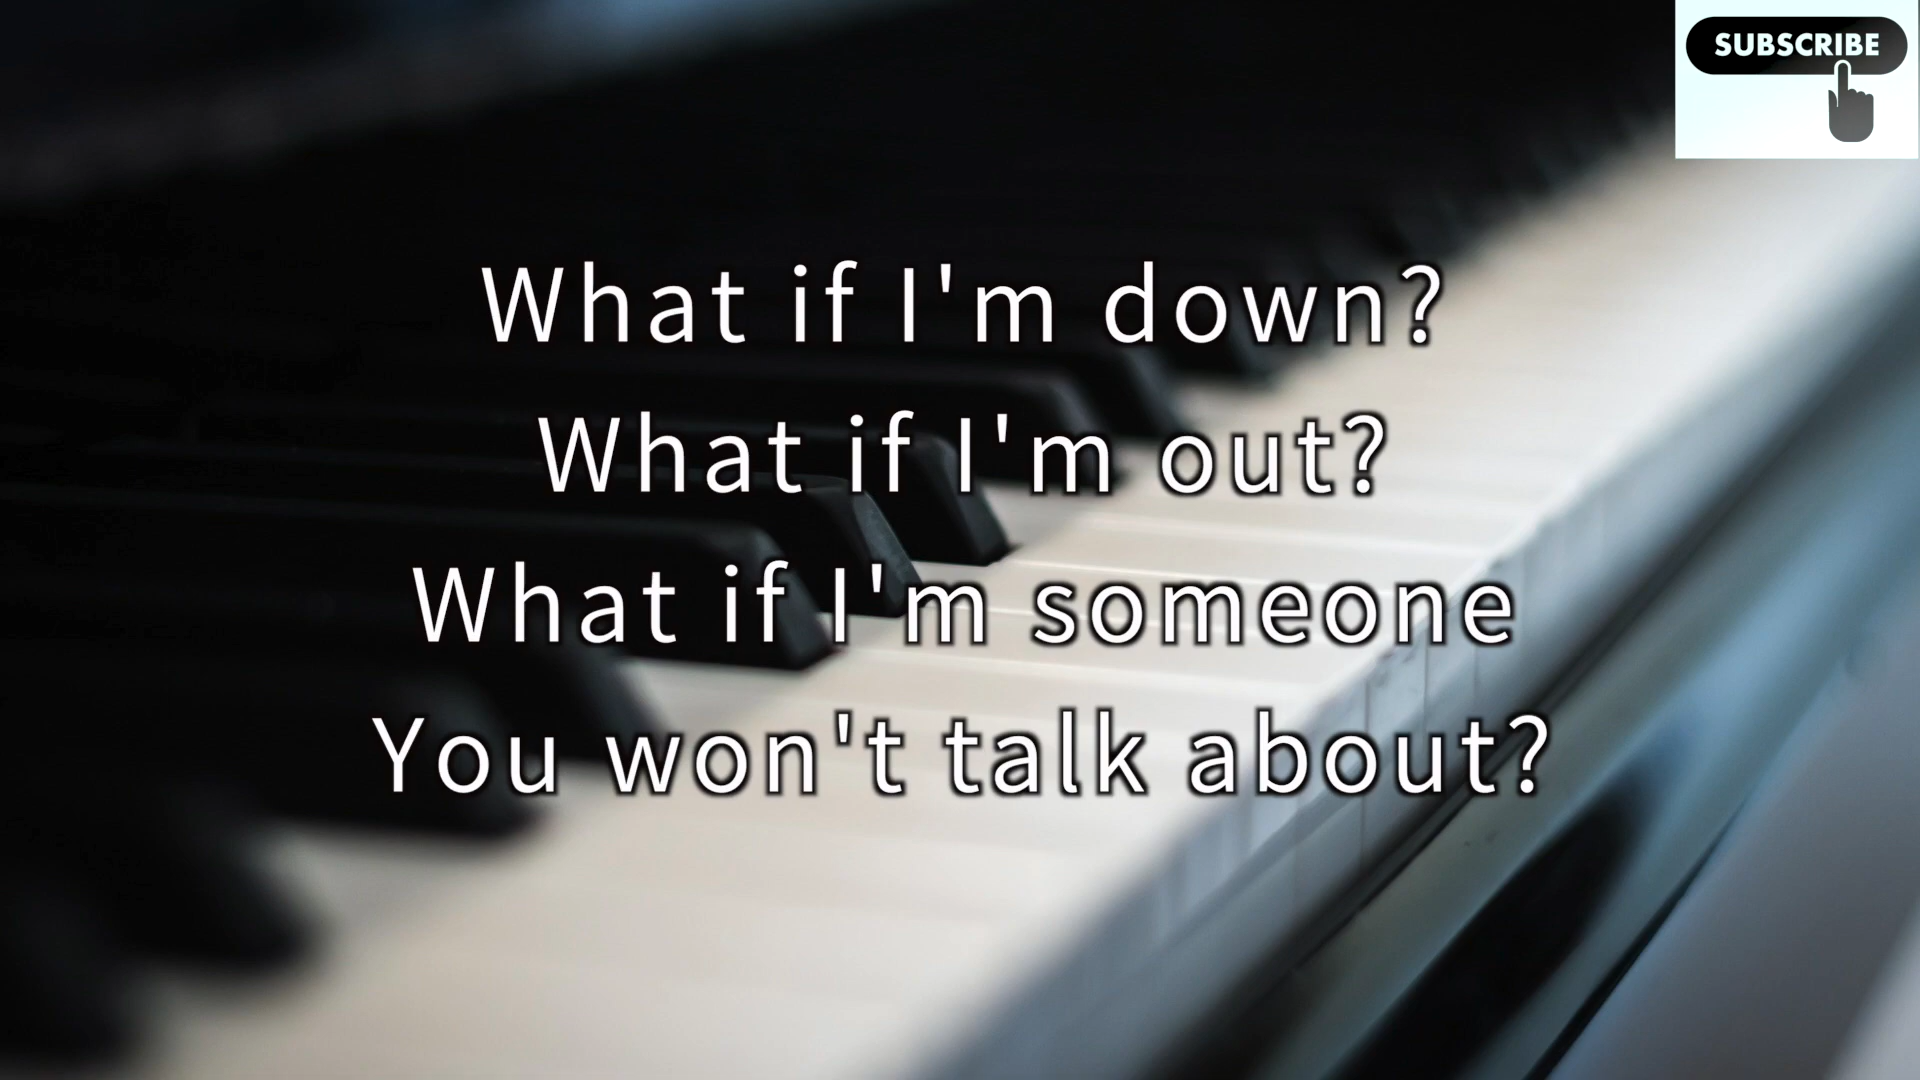 SUBSCRIBE
What if I'm down?
What if I'm out?
What if I'm someone
You won't talk about?